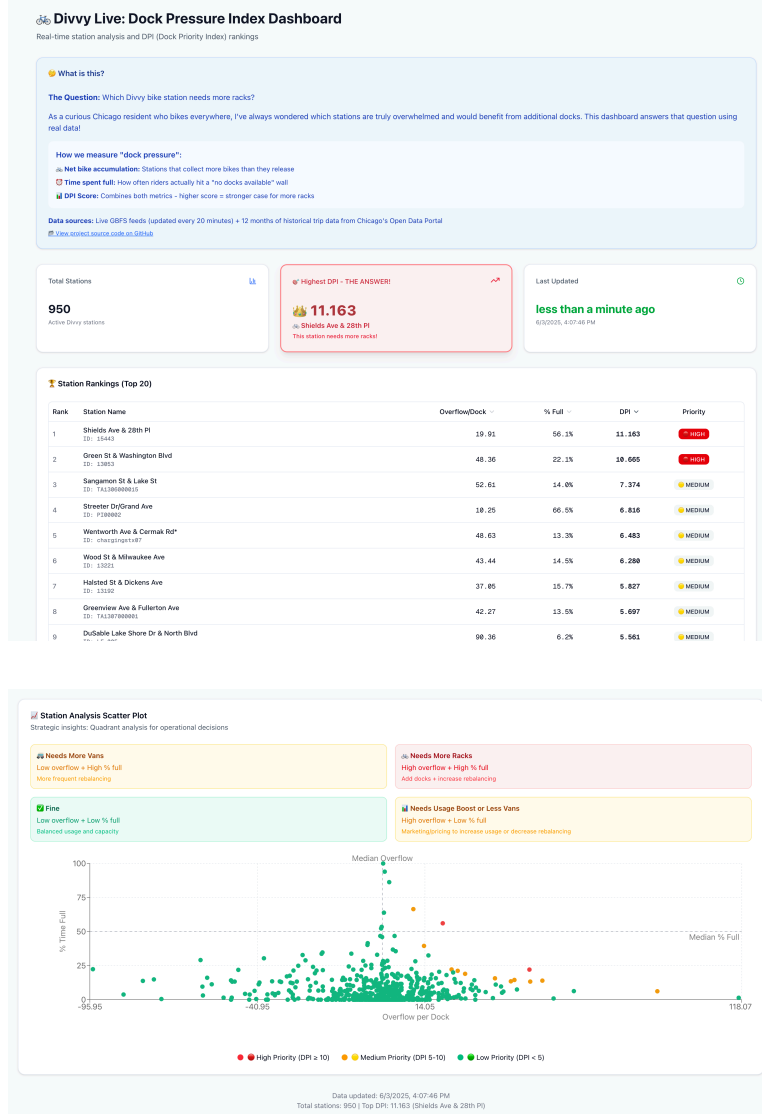 Divvy Live: Dock Pressure Index Dashboard
Real-time station analysis and DPI (Dock Priority Index) rankings
What is this?
The Question: Which Divvy bike station needs more racks?
As a curious Chicago resident who bikes everywhere, I've always wondered which stations are truly overwhelmed and would benefit from additional docks. This dashboard answers that question using
real data!
How we measure "dock pressure":
Net bike accumulation: Stations that collect more bikes than they release
Time spent full: How often riders actually hit a "no docks available" wall
DPI Score: Combines both metrics - higher score = stronger case for more racks
Data sources: Live GBFS feeds (updated every 20 minutes) + 12 months of historical trip data from Chicago's Open Data Portal
View project source code on GitHub
Total Stations
950
Active Divvy stations
Highest DPI - THE ANSWER!
11.163
Shields Ave & 28th Pl
This station needs more racks!
Last Updated
less than a minute ago
6/3/2025, 4:07:46 PM
Station Rankings (Top 20)
Rank Station Name Overflow/Dock % Full DPI Priority
1 Shields Ave & 28th Pl 19.91 56.1% 11.163 HIGH
ID: 15443
2 Green St & Washington Blvd 48.36 22.1% 10.665 HIGH
ID: 13053
3 Sangamon St & Lake St 52.61 14.0% 7.374 MEDIUM
ID: TA1306000015
4 Streeter Dr/Grand Ave 10.25 66.5% 6.816 MEDIUM
ID: PI00002
5 Wentworth Ave & Cermak Rd* 48.63 13.3% 6.483 MEDIUM
ID: chargingstx07
6 Wood St & Milwaukee Ave 43.44 14.5% 6.280 MEDIUM
ID: 13221
7 Halsted St & Dickens Ave 37.05 15.7% 5.827 MEDIUM
ID: 13192
8 Greenview Ave & Fullerton Ave 42.27 13.5% 5.697 MEDIUM
ID: TA1307000001
9 DuSable Lake Shore Dr & North Blvd 90.36 6.2% 5.561 MEDIUM
Station Analysis Scatter Plot
Strategic insights: Quadrant analysis for operational decisions
Needs More Vans
Low overflow + High % full
More frequent rebalancing
Needs More Racks
High overflow + High % full
Add docks + increase rebalancing
Fine
Low overflow + Low % full
Balanced usage and capacity
Needs Usage Boost or Less Vans
High overflow + Low % full
Marketing/pricing to increase usage or decrease rebalancing
Median Overflow
100
75
50
25
0
% Time Full
Median % Full
-95.95 -40.95 14.05 118.07
Overflow per Dock
High Priority (DPI ≥ 10) Medium Priority (DPI 5-10) Low Priority (DPI < 5)
Data updated: 6/3/2025, 4:07:46 PM
Total stations: 950 | Top DPI: 11.163 (Shields Ave & 28th Pl)